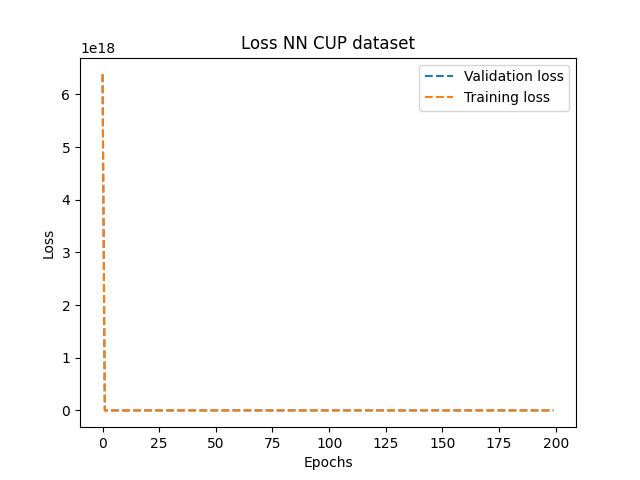 Loss NN CUP dataset
1e18
Validation loss
Training loss
6
5
4
3
2
1
0
Loss
0 25 50 75 100 125 150 175 200
Epochs